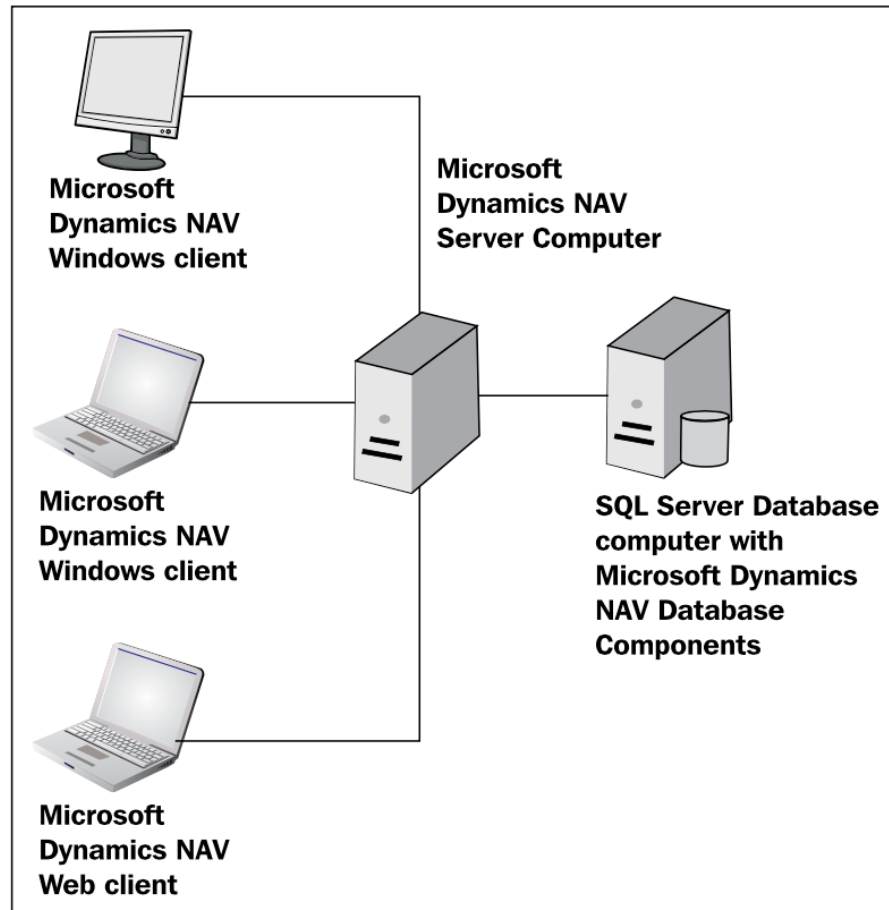 Microsoft
Dynamics NAV
Windows client
Microsoft
Dynamics NAV
Server Computer
Microsoft
Dynamics NAV
Windows client
SQL Server Database
computer with
Microsoft Dynamics
NAV Database
Components
Microsoft
Dynamics NAV
Web client